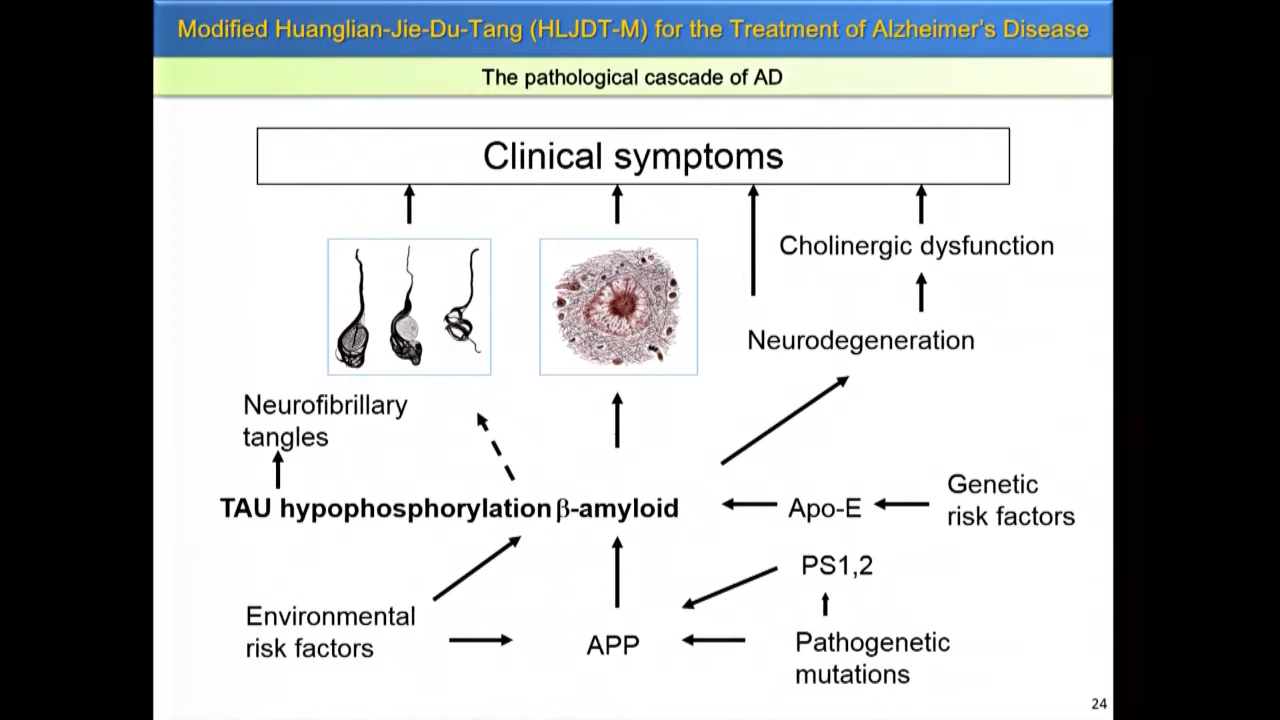 Modified Huanglian-Jie-Du-Tang (HLJDT-M) for the Treatment of Alzheimer's Disease
The pathological cascade of AD
Clinical symptoms
Cholinergic dysfunction
Neurodegeneration
Neurofibrillary
tangles
TAU hypophosphorylation
β-amyloid
Apo-E
Genetic
risk factors
PS1,2
Environmental
risk factors
APP
Pathogenetic
mutations
24